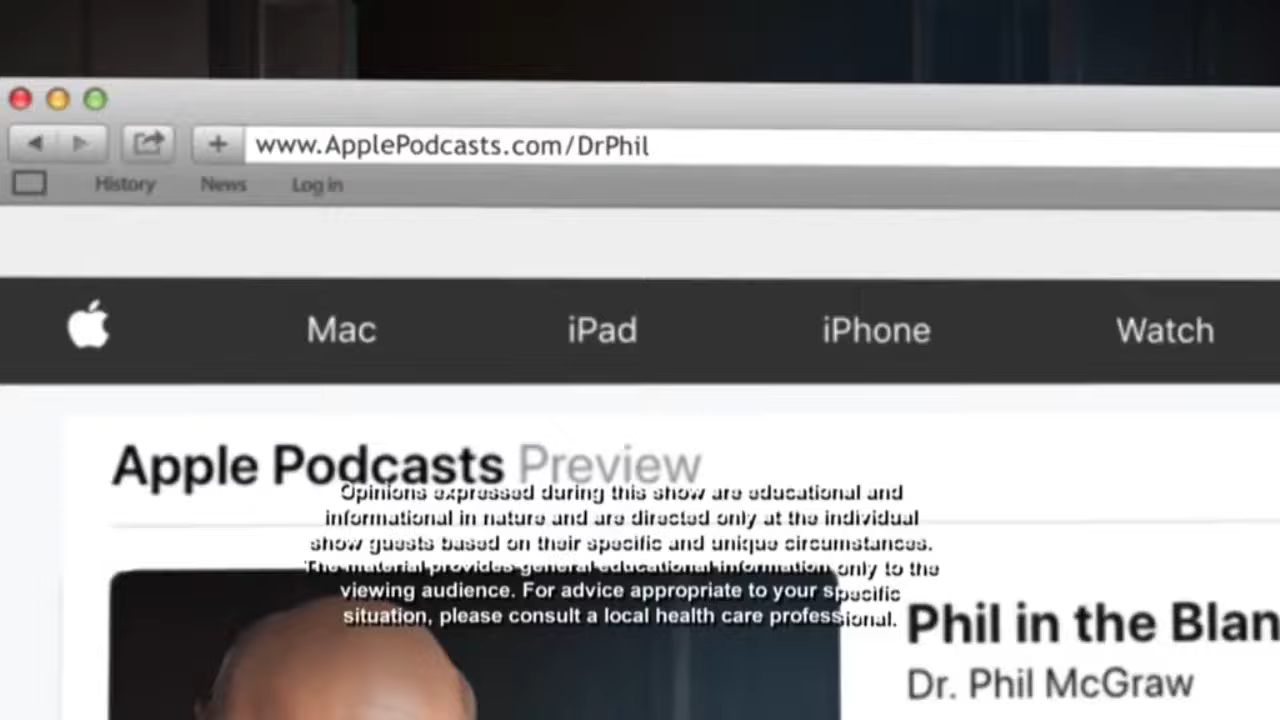 www.ApplePodcasts.com/DrPhil
History News Log in
Mac iPad iPhone Watch
Apple Podcasts Preview
Opinions expressed during this show are educational and
informational in nature and are directed only at the individual
show guests based on their specific and unique circumstances.
The material provides general educational information only to the
viewing audience. For advice appropriate to your specific
situation, please consult a local health care professional.
Phil in the Blan
Dr. Phil McGraw